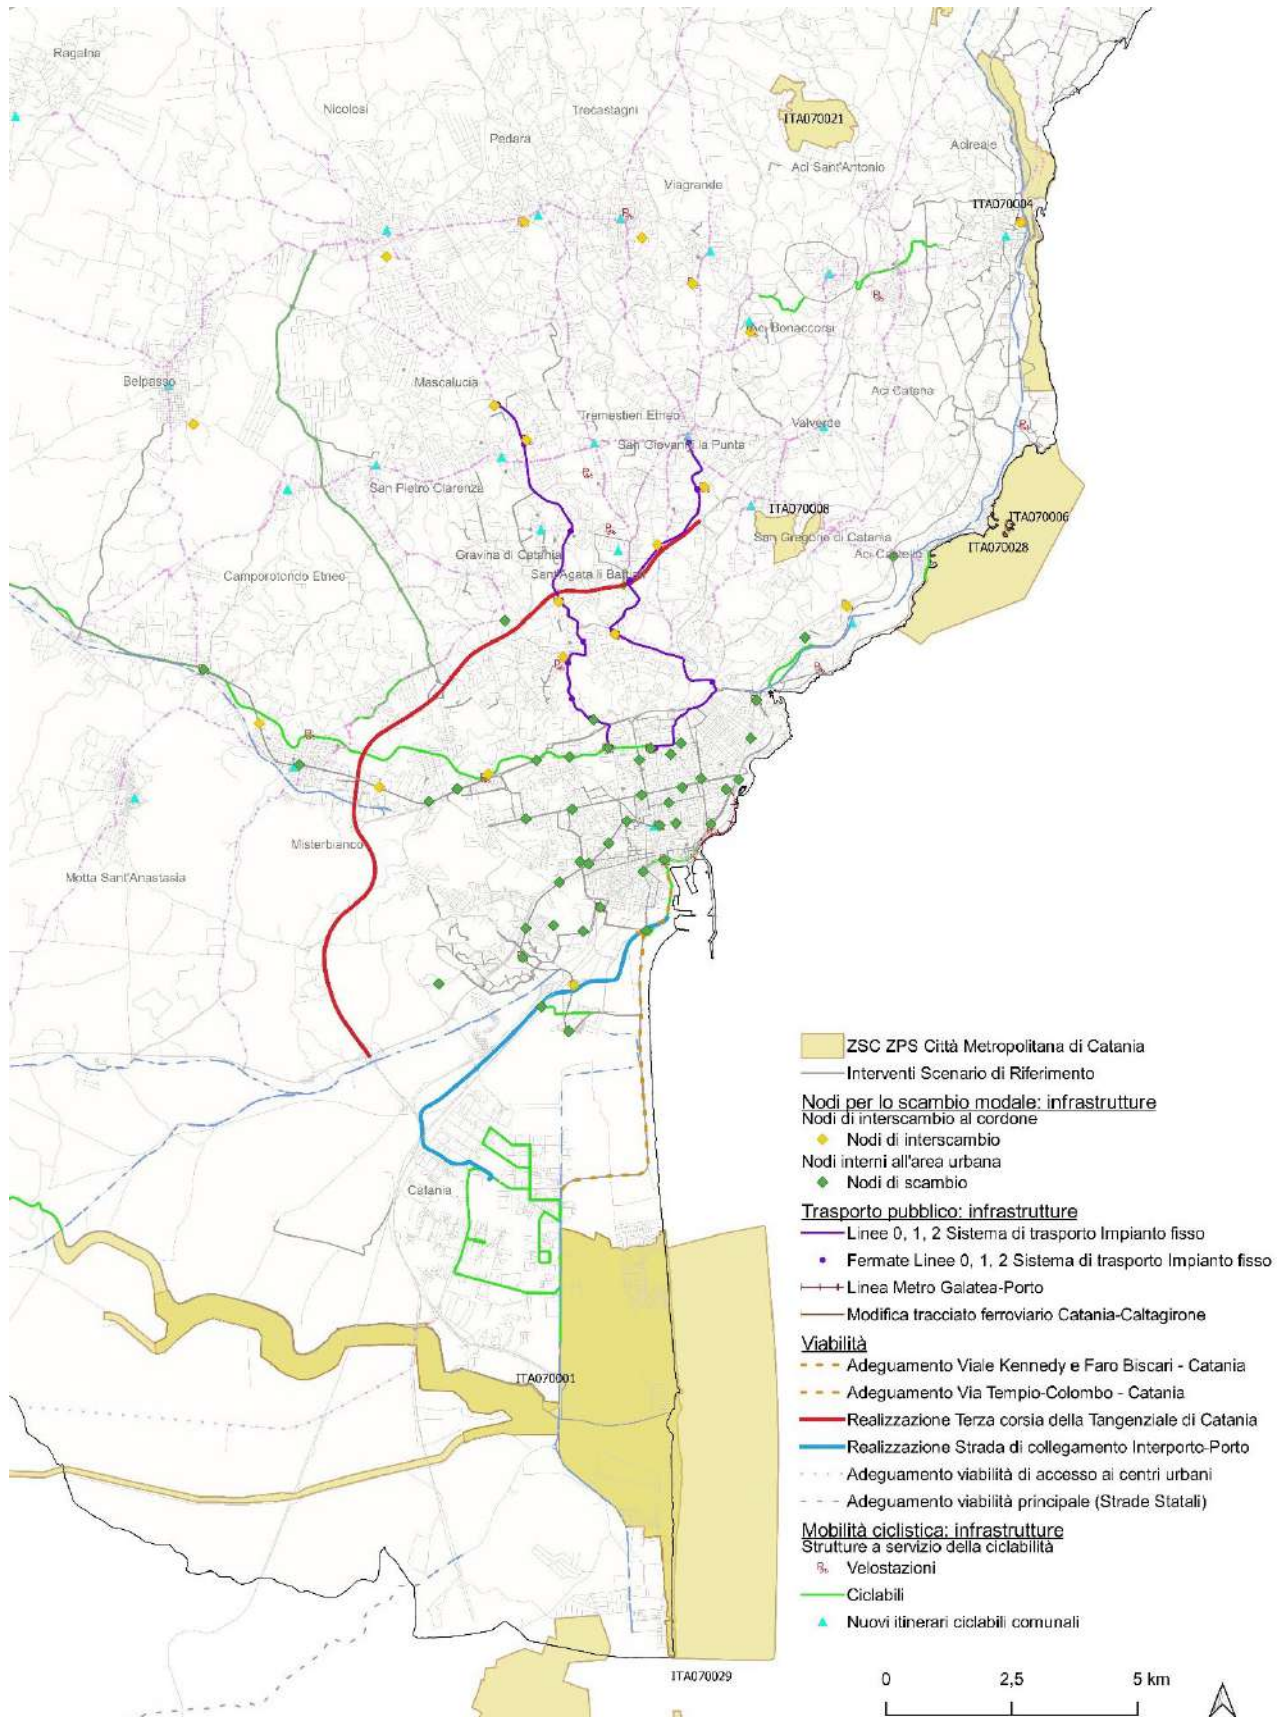 Ragalna
Nicolosi
Trecastagni
ITA070021
Pedara
Acireale
Aci Sant'Antonio
Viagrande
ITA070004
Aci Bonaccorsi
Belpasso
Mascalucia
Aci Catena
Tremestieri Etneo
Valverde
San Giovanni la Punta
San Pietro Clarenza
ITA070008
ITA070006
San Gregorio di Catania
ITA070028
Gravina di Catania
Aci Castello
Sant'Agata li Battiati
Camporotondo Etneo
Misterbianco
Motta Sant'Anastasia
Catania
ITA070001
ITA070029
ZSC ZPS Città Metropolitana di Catania
Interventi Scenario di Riferimento
Nodi per lo scambio modale: infrastrutture
Nodi di interscambio al cordone
Nodi di interscambio
Nodi interni all'area urbana
Nodi di scambio
Trasporto pubblico: infrastrutture
Linee 0, 1, 2 Sistema di trasporto Impianto fisso
Fermate Linee 0, 1, 2 Sistema di trasporto Impianto fisso
Linea Metro Galatea-Porto
Modifica tracciato ferroviario Catania-Caltagirone
Viabilità
Adeguamento Viale Kennedy e Faro Biscari - Catania
Adeguamento Via Tempio-Colombo - Catania
Realizzazione Terza corsia della Tangenziale di Catania
Realizzazione Strada di collegamento Interporto-Porto
Adeguamento viabilità di accesso ai centri urbani
Adeguamento viabilità principale (Strade Statali)
Mobilità ciclistica: infrastrutture
Strutture a servizio della ciclabilità
Velostazioni
Ciclabili
Nuovi itinerari ciclabili comunali
0 2,5 5 km